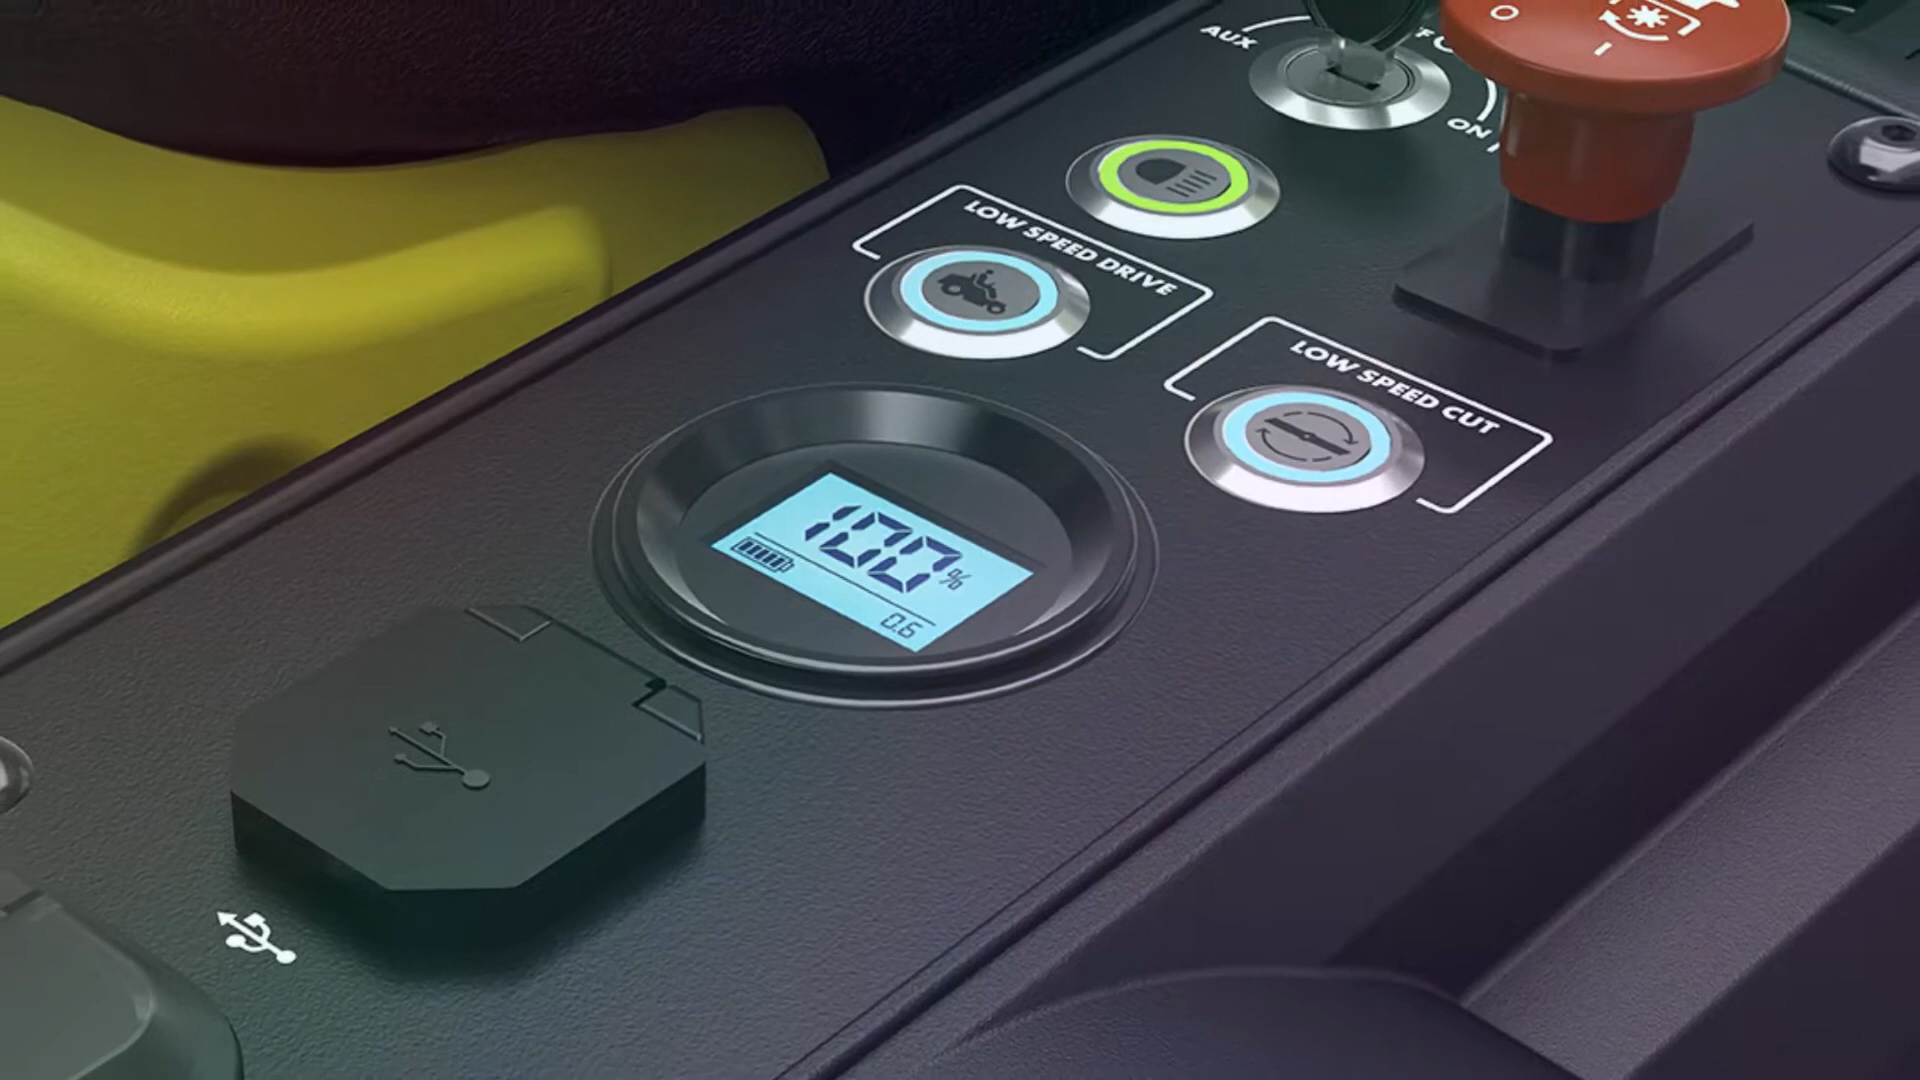 AUX
ON
LOW SPEED DRIVE
LOW SPEED CUT
100%
0.6